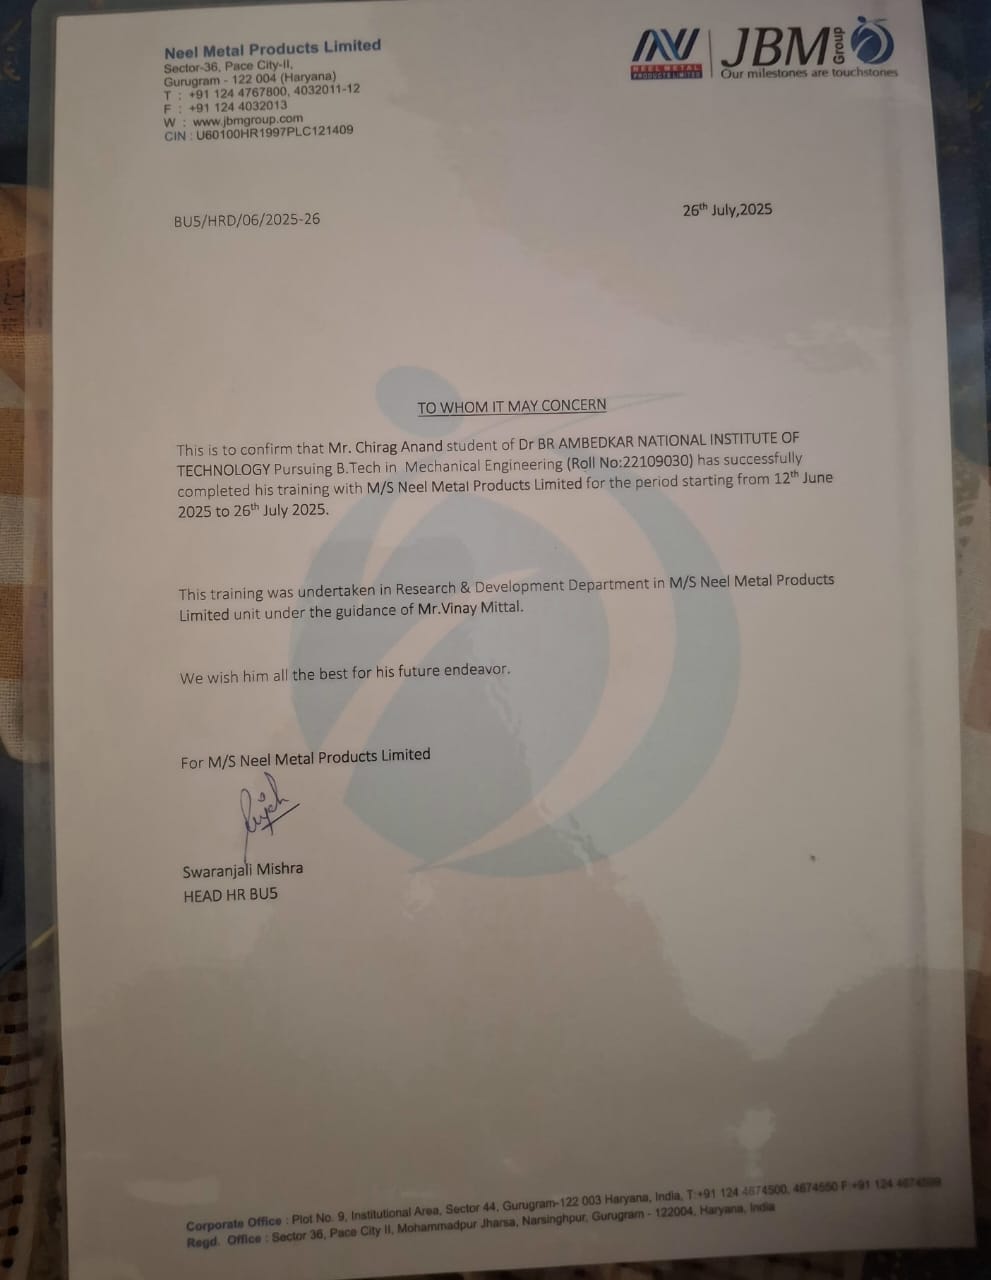 Neel Metal Products Limited
Sector-36, Pace City-II,
Gurugram - 122 004 (Haryana)
T : +91 124 4767800, 4032011-12
F : +91 124 4032013
W : www.jbmgroup.com
CIN : U60100HR1997PLC121409
NEEL METAL
PRODUCTS LIMITED
JBM Group
Our milestones are touchstones
BU5/HRD/06/2025-26
26th July,2025
TO WHOM IT MAY CONCERN
This is to confirm that Mr. Chirag Anand student of Dr BR AMBEDKAR NATIONAL INSTITUTE OF
TECHNOLOGY Pursuing B.Tech in Mechanical Engineering (Roll No:22109030) has successfully
completed his training with M/S Neel Metal Products Limited for the period starting from 12th June
2025 to 26th July 2025.
This training was undertaken in Research & Development Department in M/S Neel Metal Products
Limited unit under the guidance of Mr.Vinay Mittal.
We wish him all the best for his future endeavor.
For M/S Neel Metal Products Limited
Swaranjali Mishra
HEAD HR BU5
Corporate Office : Plot No. 9, Institutional Area, Sector 44, Gurugram-122 003 Haryana, India, T:+91 124 4674500, 4674550 F:+91 124
Regd. Office : Sector 36, Pace City II, Mohammadpur Jharsa, Narsinghpur, Gurugram - 122004, Haryana, India